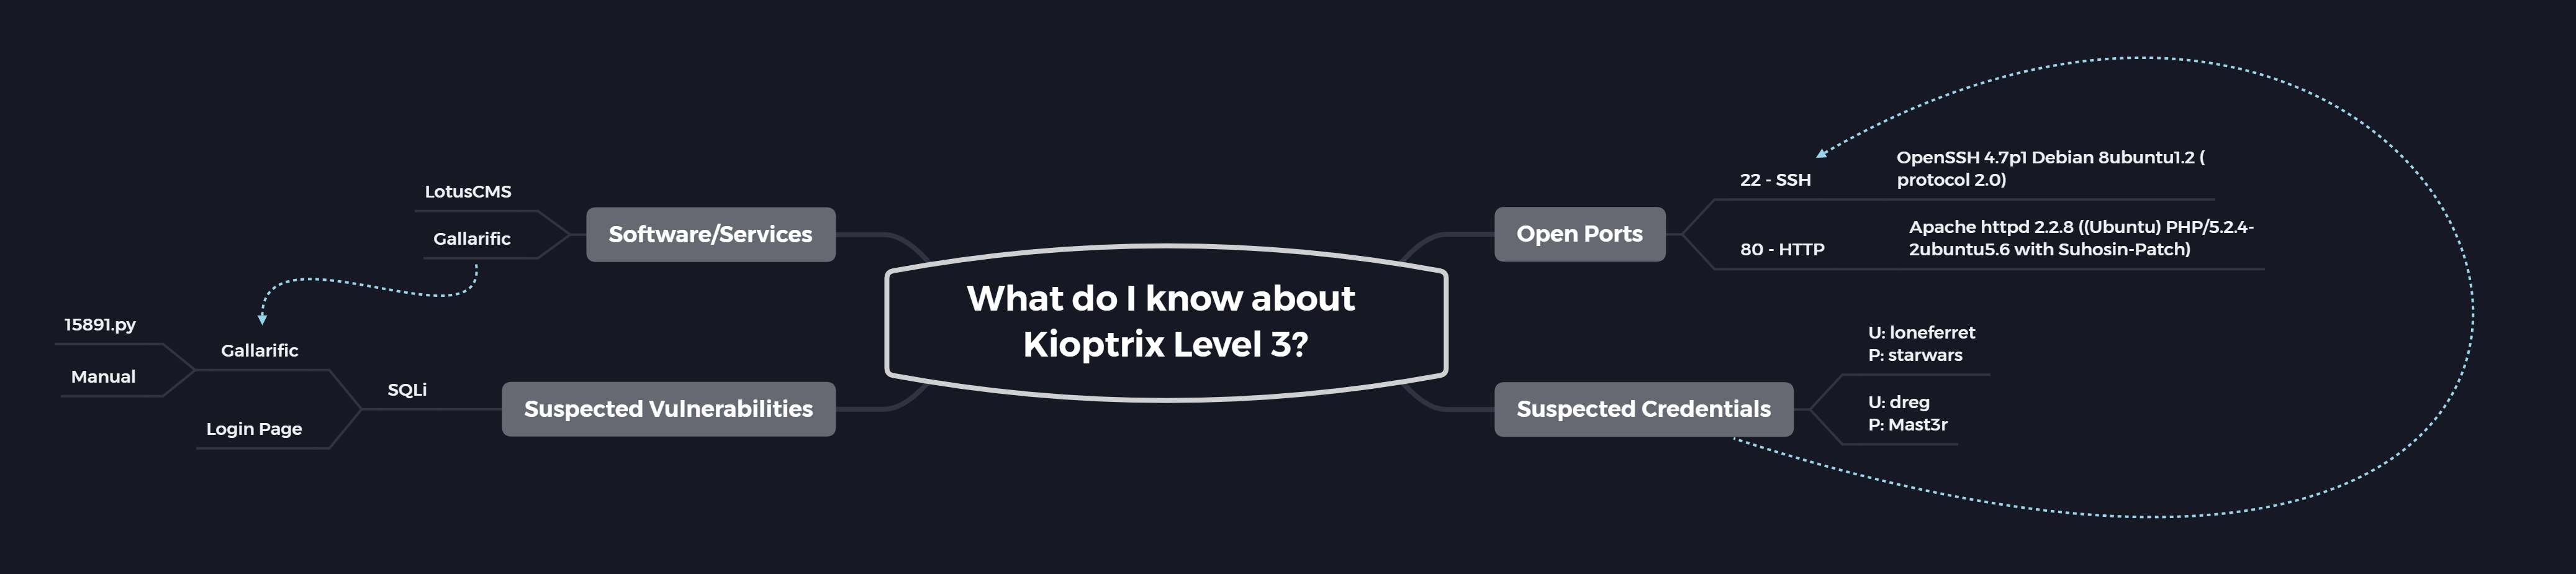 What do I know about
Kioptrix Level 3?
Software/Services
LotusCMS
Gallarific
Suspected Vulnerabilities
SQLi
Gallarific
15891.py
Manual
Login Page
Open Ports
22 - SSH
OpenSSH 4.7p1 Debian 8ubuntu1.2 (
protocol 2.0)
80 - HTTP
Apache httpd 2.2.8 ((Ubuntu) PHP/5.2.4-
2ubuntu5.6 with Suhosin-Patch)
Suspected Credentials
U: loneferret
P: starwars
U: dreg
P: Mast3r